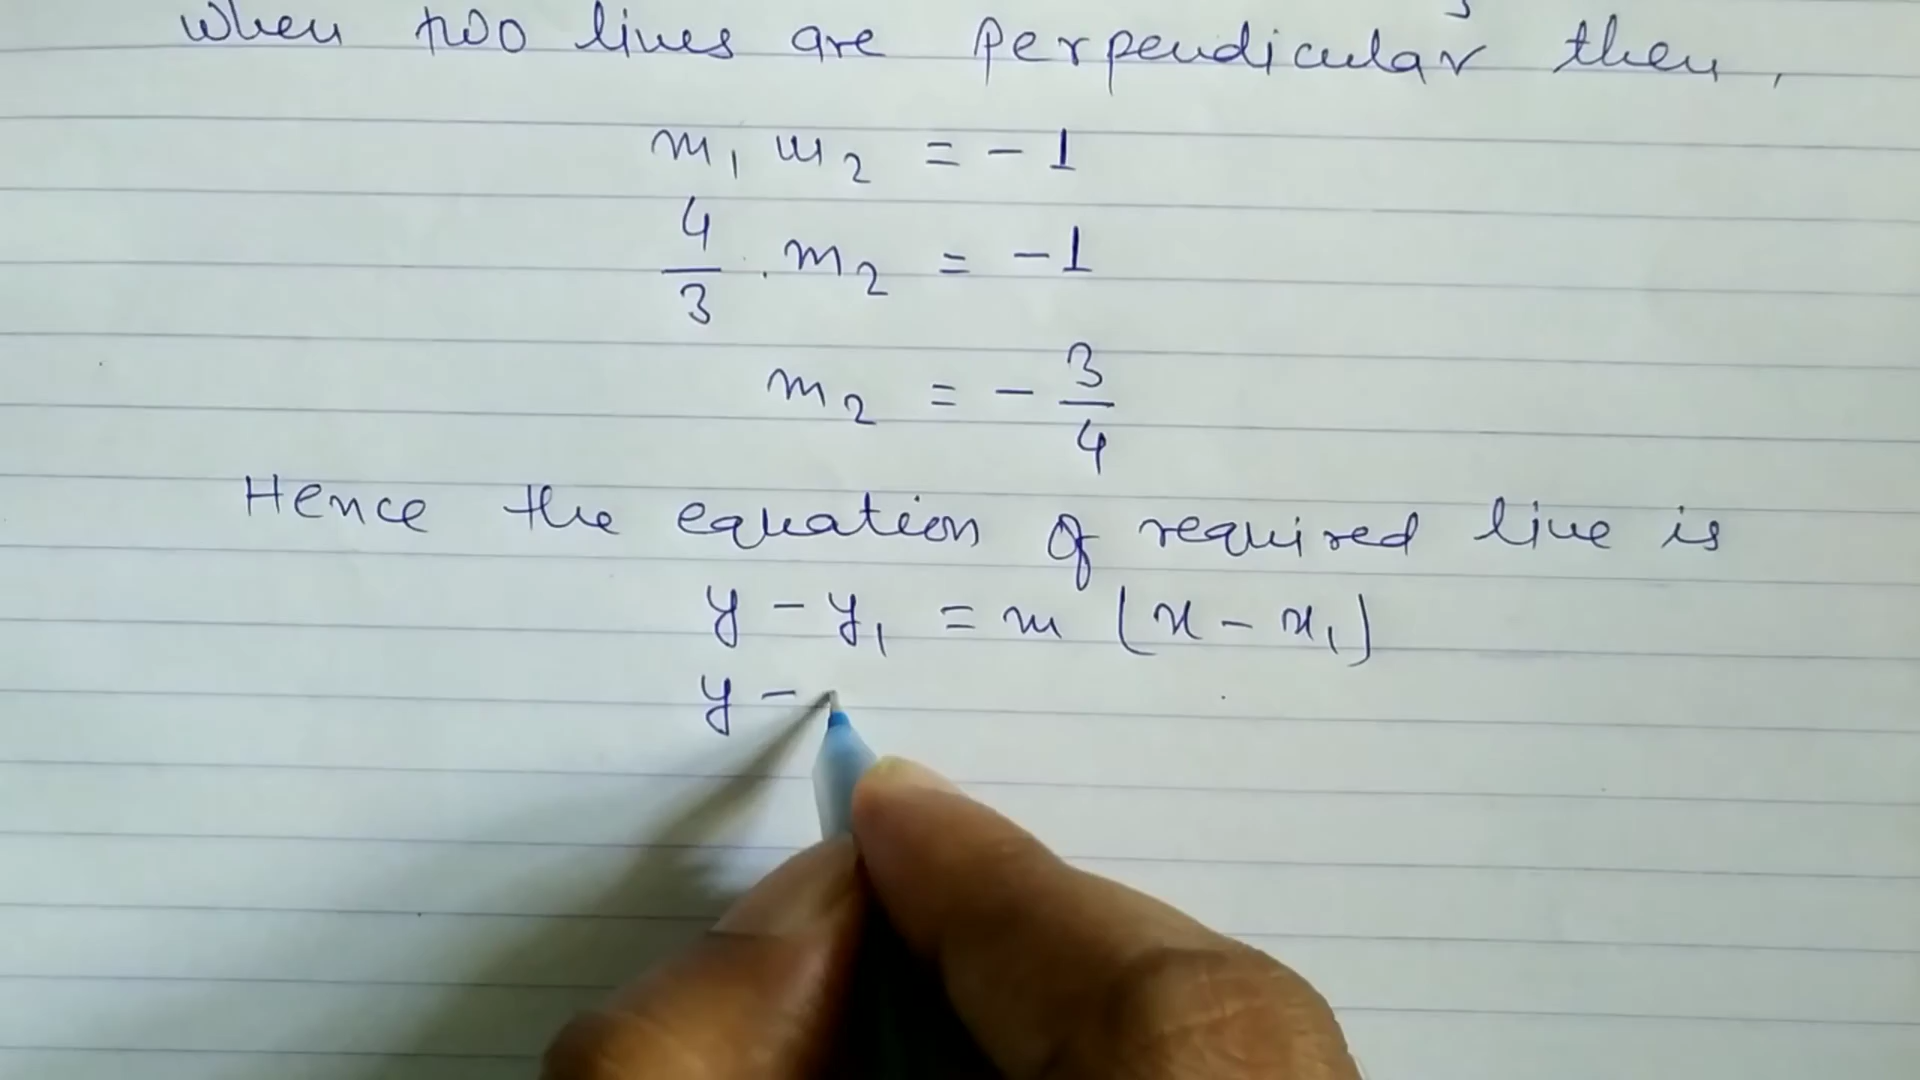 When two lines are perpendicular then,
m₁ m₂ = - 1
4/3 . m₂ = - 1
m₂ = - 3/4
Hence the equation of required line is
y - y₁ = m (x - x₁)
y -